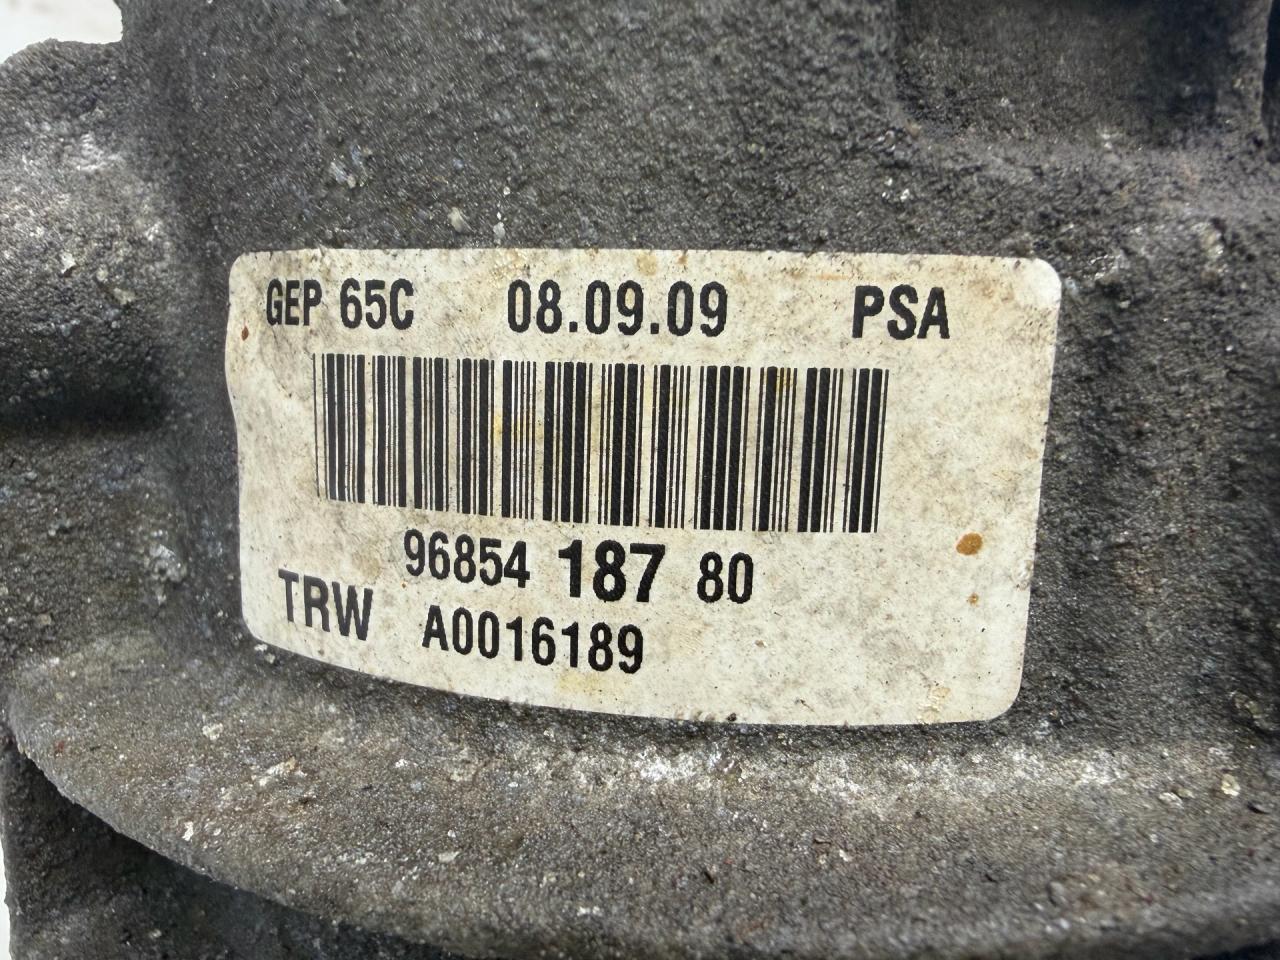 GEP 65C 08.09.09 PSA
96854 187 80
TRW A0016189